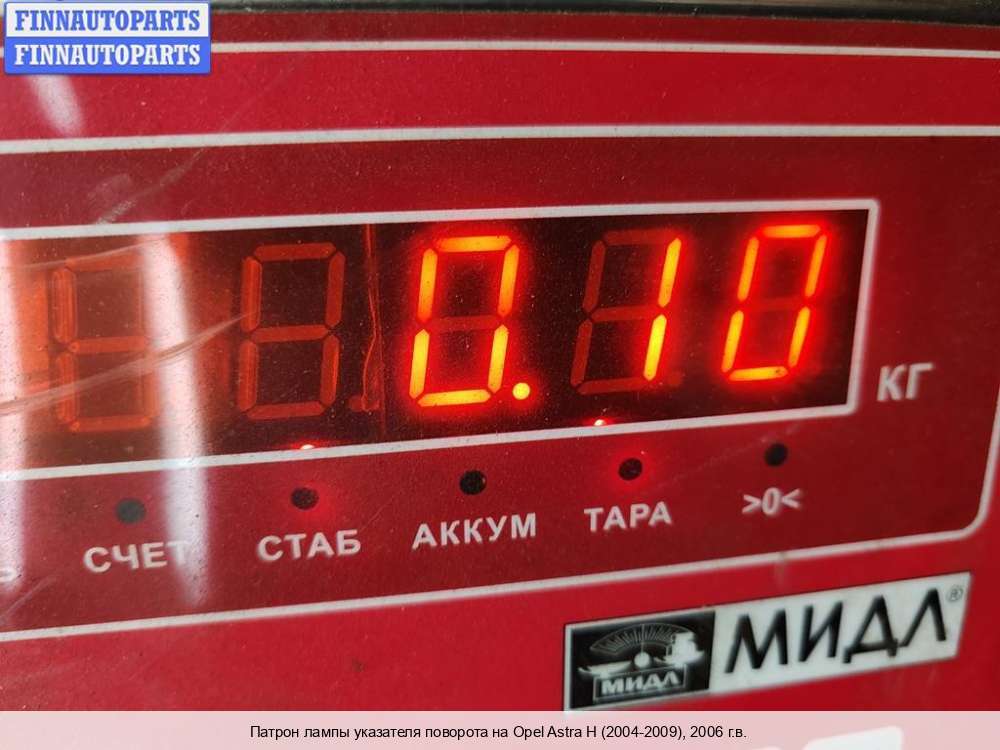 FINNAUTOPARTS
FINNAUTOPARTS
0.10
КГ
СЧЕТ
СТАБ
АККУМ
ТАРА
>0<
МИДЛ®
МИДЛ
Патрон лампы указателя поворота на Opel Astra H (2004-2009), 2006 г.в.